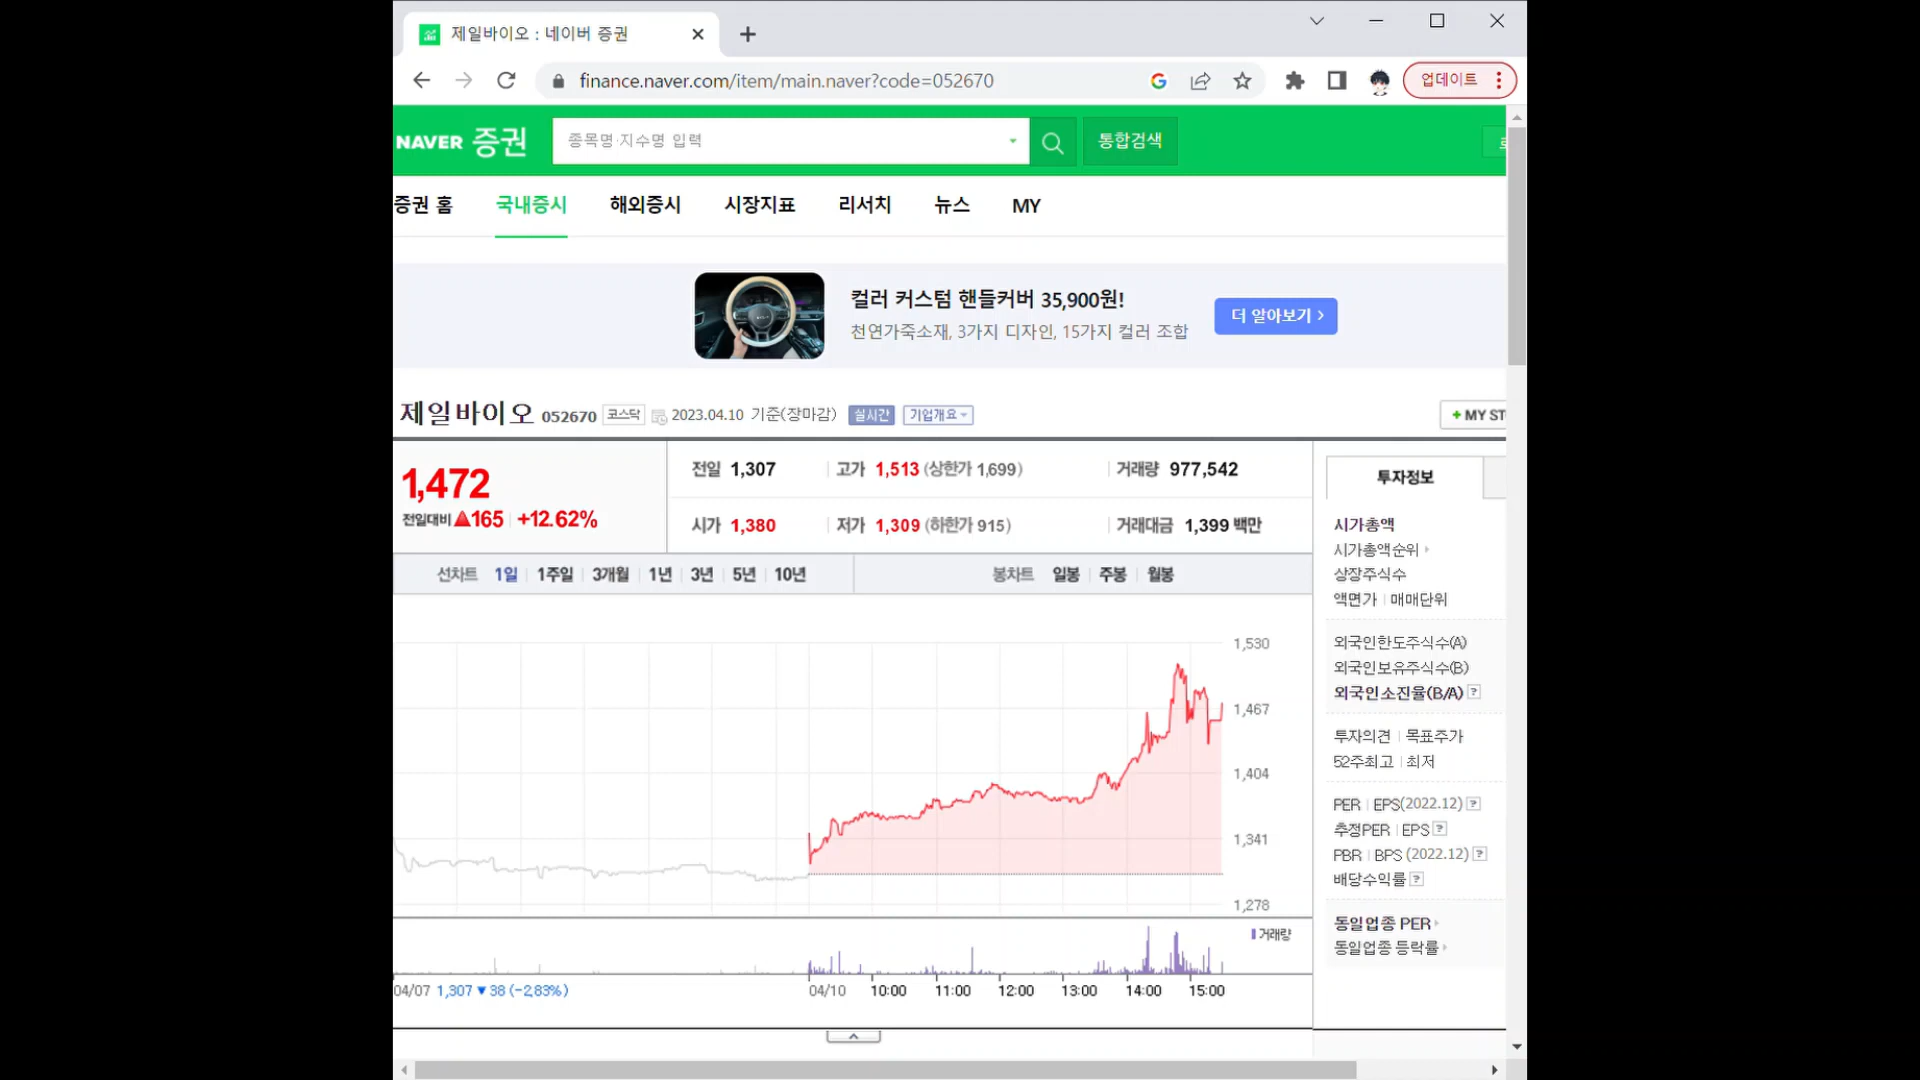 제일바이오 : 네이버 증권
finance.naver.com/item/main.naver?code=052670
업데이트
NAVER 증권
종목명·지수명 입력
통합검색
증권 홈 국내증시 해외증시 시장지표 리서치 뉴스 MY
컬러 커스텀 핸들커버 35,900원!
천연가죽소재, 3가지 디자인, 15가지 컬러 조합
더 알아보기
제일바이오 052670 코스닥 2023.04.10 기준(장마감) 실시간 기업개요
+ MY ST
1,472
전일대비 ▲165 +12.62%
전일 1,307 고가 1,513 (상한가 1,699) 거래량 977,542
시가 1,380 저가 1,309 (하한가 915) 거래대금 1,399 백만
선차트 1일 1주일 3개월 1년 3년 5년 10년 봉차트 일봉 주봉 월봉
1,530
1,467
1,404
1,341
1,278
거래량
04/07 1,307 ▼ 38 (-2.83%)
04/10 10:00 11:00 12:00 13:00 14:00 15:00
투자정보
시가총액
시가총액순위
상장주식수
액면가 | 매매단위
외국인한도주식수(A)
외국인보유주식수(B)
외국인소진율(B/A) ?
투자의견 | 목표주가
52주최고 | 최저
PER | EPS(2022.12) ?
추정PER | EPS ?
PBR | BPS (2022.12) ?
배당수익률 ?
동일업종 PER
동일업종 등락률